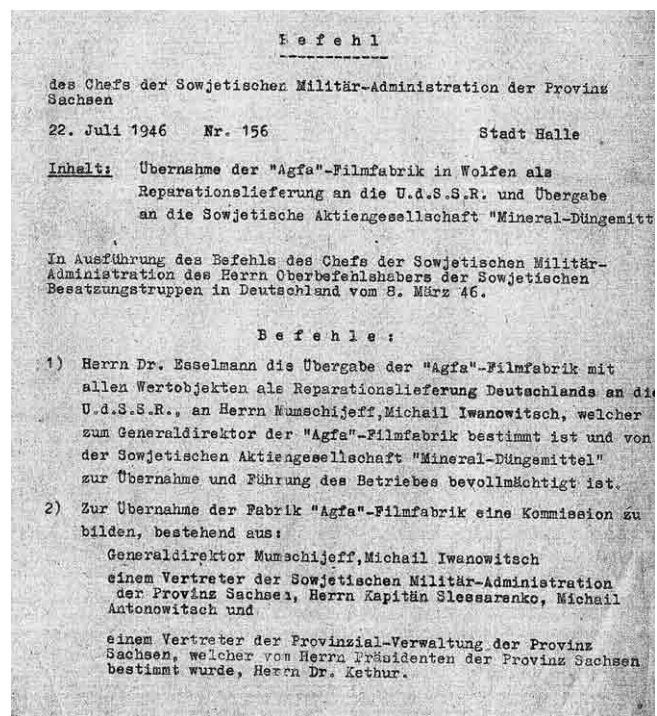 Befehl
des Chefs der Sowjetischen Militär-Administration der Provinz
Sachsen
22. Juli 1946 Nr. 156 Stadt Halle
Inhalt: Übernahme der "Agfa"-Filmfabrik in Wolfen als
Reparationslieferung an die U.d.S.S.R. und Übergabe
an die Sowjetische Aktiengesellschaft "Mineral-Düngemitt
In Ausführung des Befehls des Chefs der Sowjetischen Militär-
Administration des Herrn Oberbefehlshabers der Sowjetischen
Besatzungstruppen in Deutschland vom 8. März 46.
Befehle:
1) Herrn Dr. Esselmann die Übergabe der "Agfa"-Filmfabrik mit
allen Wertobjekten als Reparationslieferung Deutschlands an die
U.d.S.S.R., an Herrn Mumschijeff,Michail Iwanowitsch, welcher
zum Generaldirektor der "Agfa"-Filmfabrik bestimmt ist und von
der Sowjetischen Aktiengesellschaft "Mineral-Düngemittel"
zur Übernahme und Führung des Betriebes bevollmächtigt ist.
2) Zur Übernahme der Fabrik "Agfa"-Filmfabrik eine Kommission zu
bilden, bestehend aus:
Generaldirektor Mumschijeff,Michail Iwanowitsch
einem Vertreter der Sowjetischen Militär-Administration
der Provinz Sachsen, Herrn Kapitän Slessarenko, Michail
Antonowitsch und
einem Vertreter der Provinzial-Verwaltung der Provinz
Sachsen, welcher vom Herrn Präsidenten der Provinz Sachsen
bestimmt wurde, Herrn Dr. Kethur.